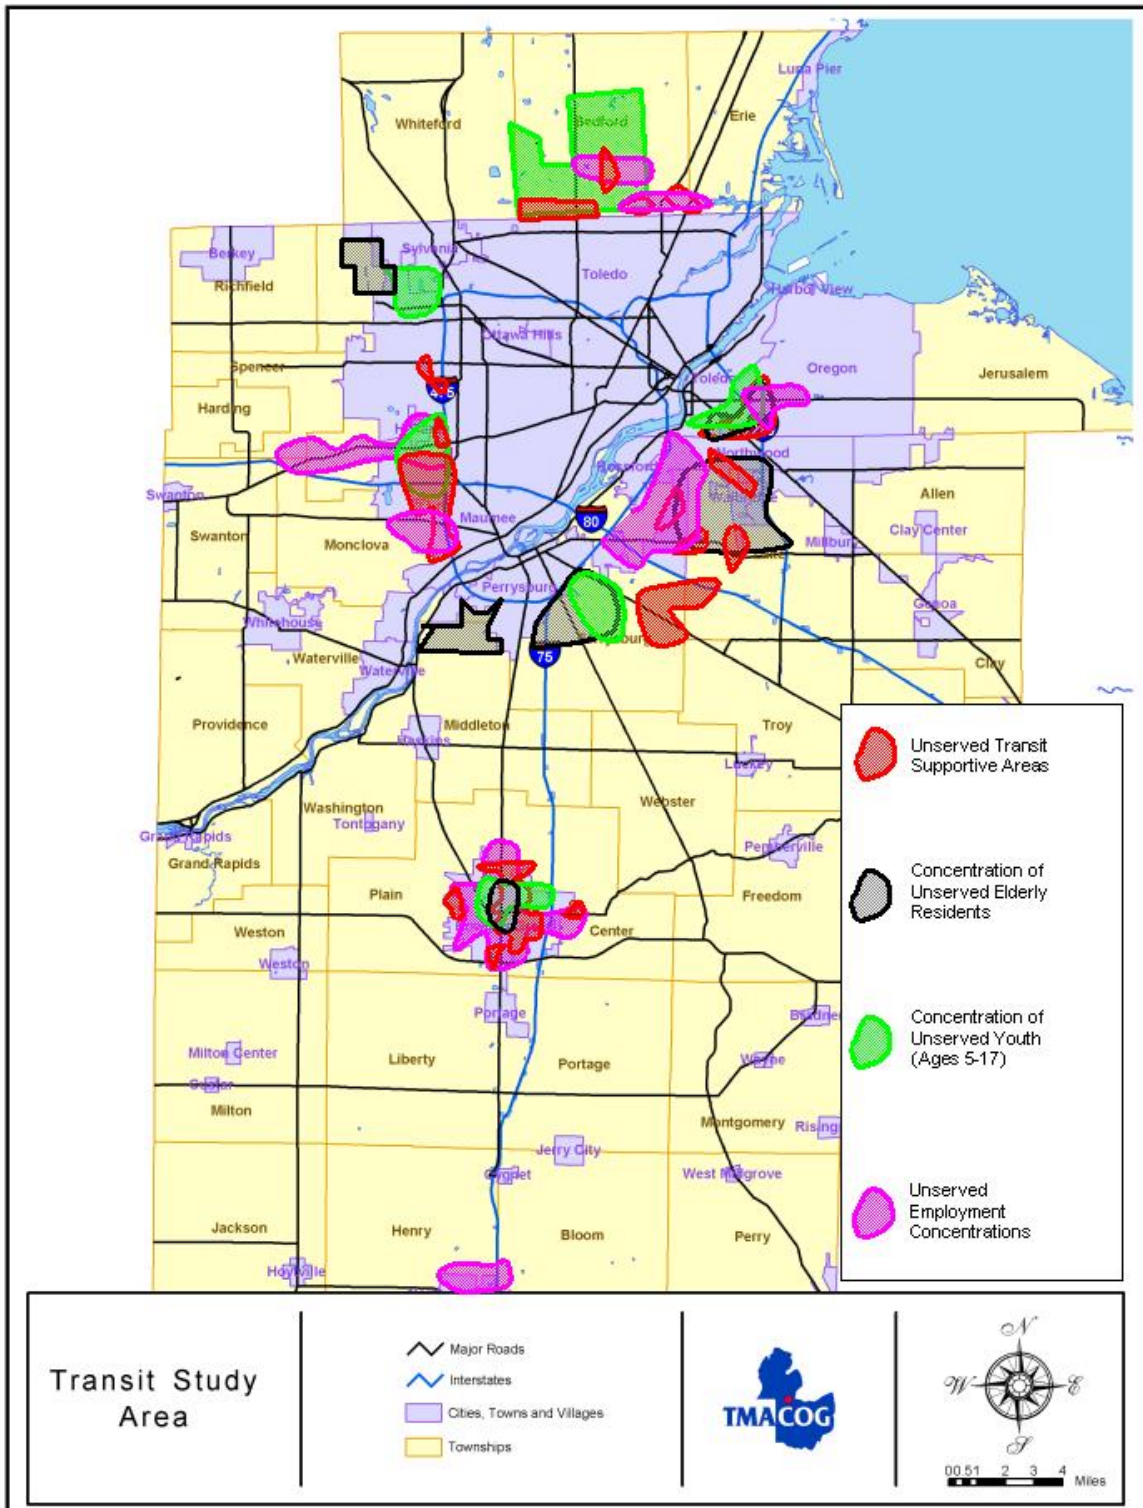 Luna Pier
Whiteford
Bedford
Erie
Berkey
Sylvania
Toledo
Richfield
Harbor View
Ottawa Hills
Spencer
Toledo
Oregon
Jerusalem
Harding
Northwood
Rossford
Walbridge
Allen
Swanton
Maumee
80
Clay Center
Swanton
Monclova
Millbury
Perrysburg
Genoa
Whitehouse
Waterville
75
Clay
Waterville
Providence
Middleton
Troy
Haskins
Luckey
Washington
Webster
Tontogany
Grand Rapids
Pemberville
Grand Rapids
Plain
Freedom
Weston
Center
Weston
Portage
Milton Center
Liberty
Portage
Wayne
Custar
Milton
Montgomery
Rising
Jerry City
Cygnet
West Millgrove
Jackson
Henry
Bloom
Perry
Hoytville
Unserved Transit
Supportive Areas
Concentration of
Unserved Elderly
Residents
Concentration of
Unserved Youth
(Ages 5-17)
Unserved
Employment
Concentrations
Transit Study
Area
Major Roads
Interstates
Cities, Towns and Villages
Townships
TMACOG
N
W
E
S
0 0.5 1 2 3 4
Miles